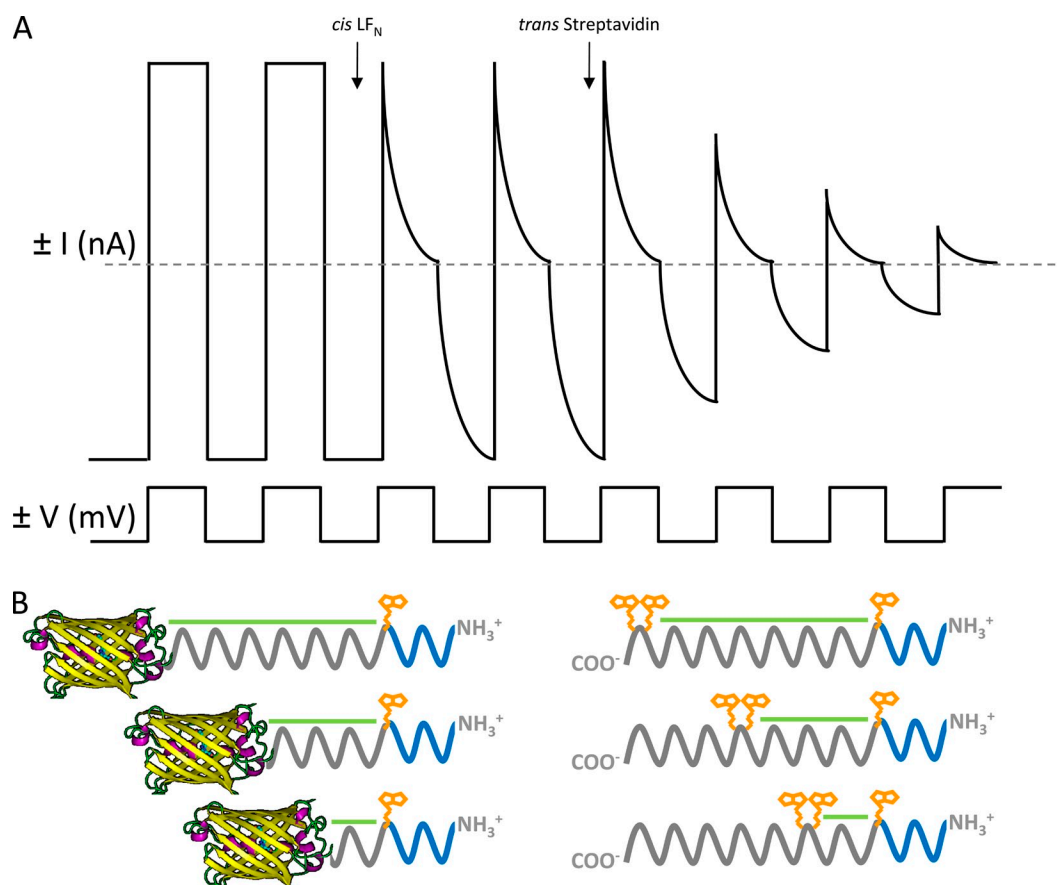 A
cis LFN
trans Streptavidin
± I (nA)
± V (mV)
B
NH3+
NH3+
COO-
NH3+
NH3+
COO-
NH3+
NH3+
COO-